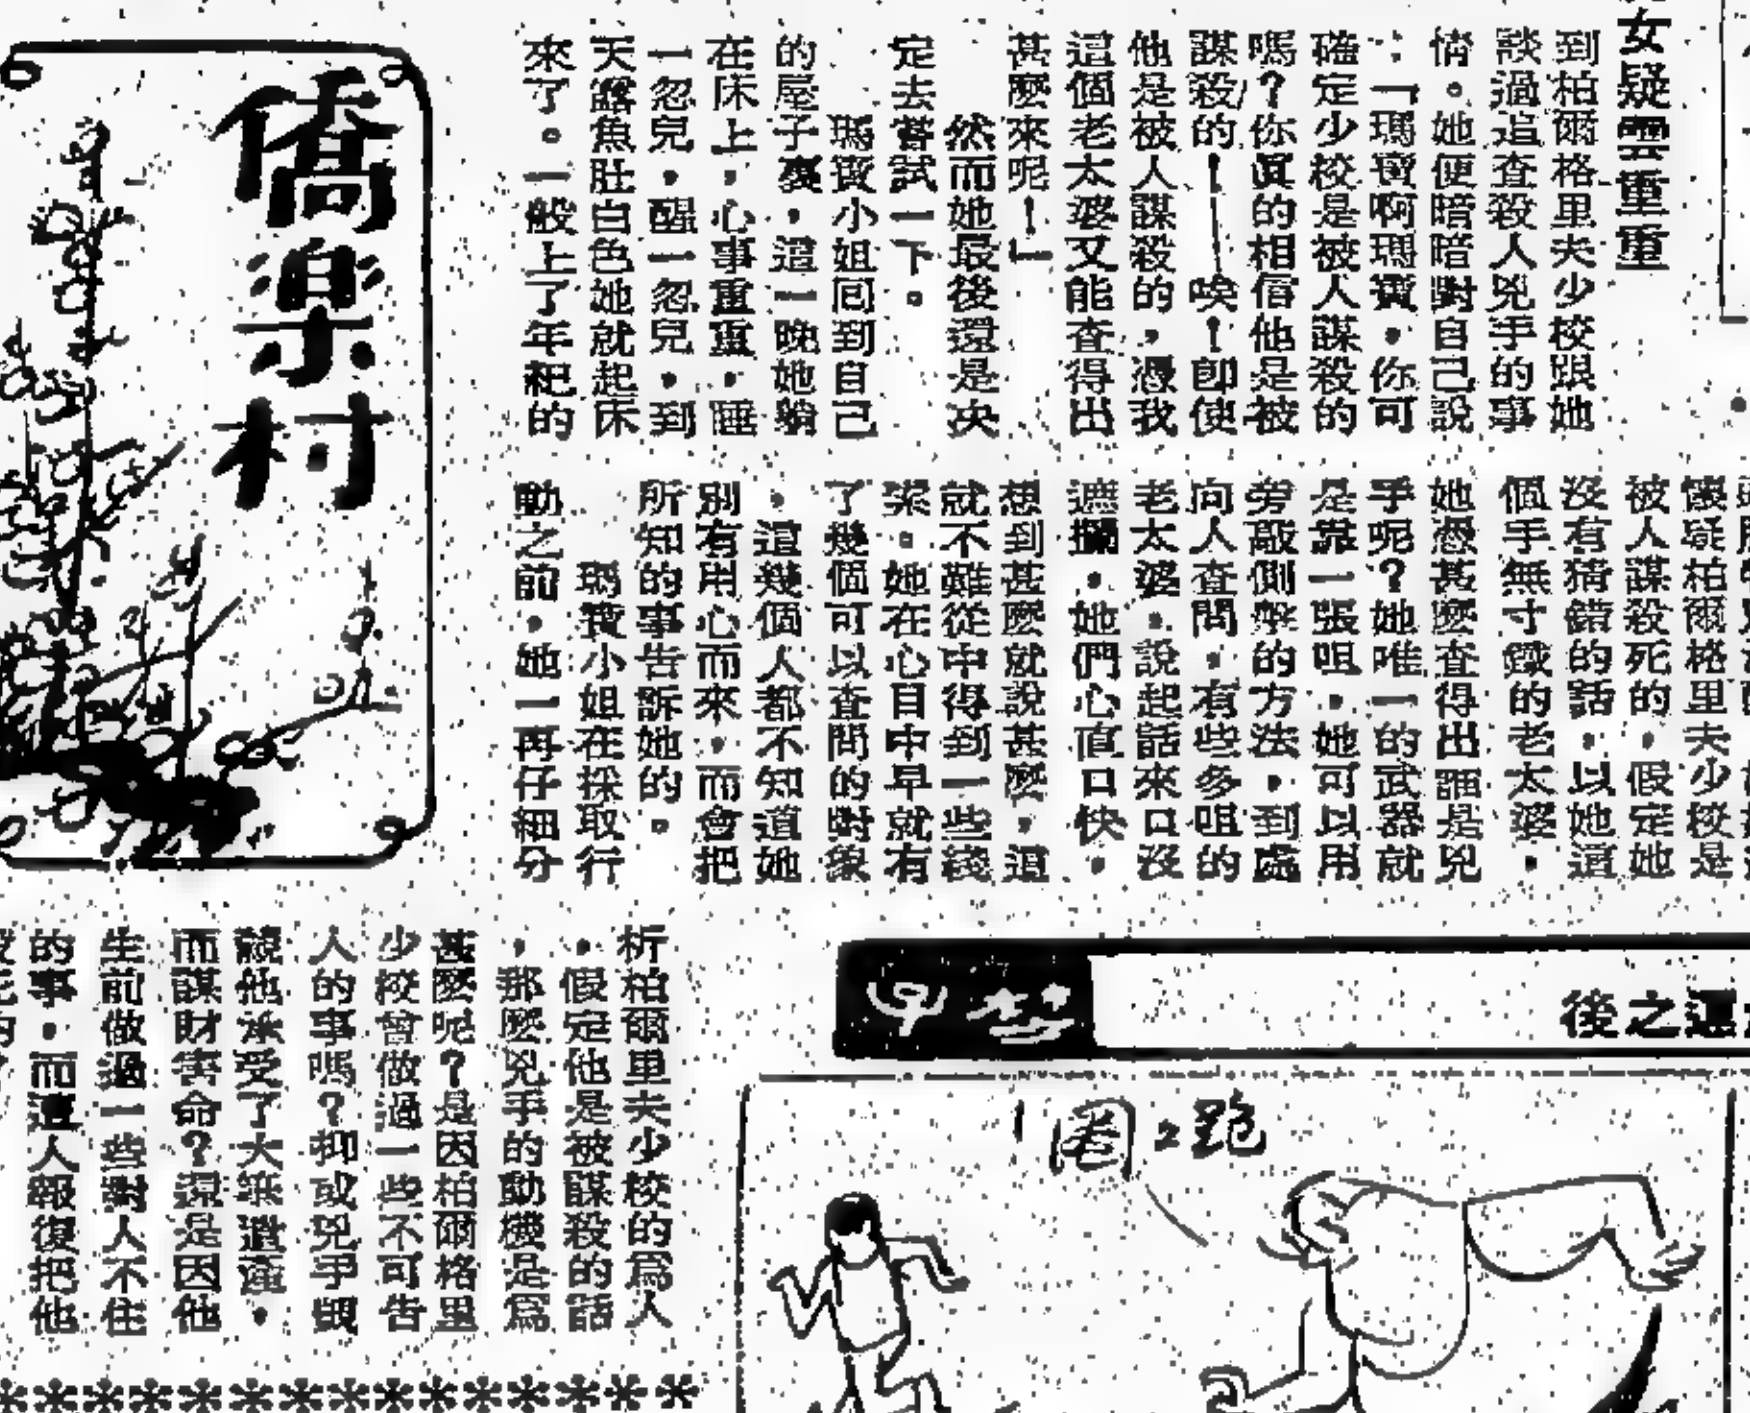 女疑雲重重
到柏爾格里夫少校跟她
談過這查殺人兇手的事
情。她便暗暗對自己說
：「瑪寶啊瑪寶，你可
確定少校是被人謀殺的
嗎？你眞的相信他是被
謀殺的！——唉！卽使
他是被人謀殺的，憑我
這個老太婆又能查得出
甚麼來呢！」
然而她最後還是決
定去嘗試一下。
瑪寶小姐囘到自己
的屋子裏，這一晚她躺
在床上，心事重重，睡
一忽兒，醒一忽兒，到
天露魚肚白色她就起床
來了。一般上了年紀的
懷疑柏爾格里夫少校是
被人謀殺死的，假定她
沒有猜錯的話，以她這
個手無寸鐵的老太婆，
她憑甚麼查得出誰是兇
手呢？她唯一的武器就
是靠一張咀，她可以用
旁敲側擊的方法，到處
向人查問，有些多咀的
老太婆，說起話來口沒
遮攔，她們心直口快，
想到甚麼就說甚麼，這
就不難從中得到一些綫
索。她在心目中早就有
了幾個可以查問的對象
，這幾個人都不知道她
別有用心而來，而會把
所知的事告訴她的。
瑪寶小姐在採取行
動之前，她一再仔細分
析柏爾里夫少校的爲人
，假定他是被謀殺的話
，那麼兇手的動機是爲
甚麼呢？是因柏爾格里
少校曾做過一些不可告
人的事嗎？抑或兇手覬
覦他承受了大筆遺產，
而謀財害命？還是因他
生前做過一些對人不住
的事，而遭人報復把他
僑樂村
後之逼
跑2圈